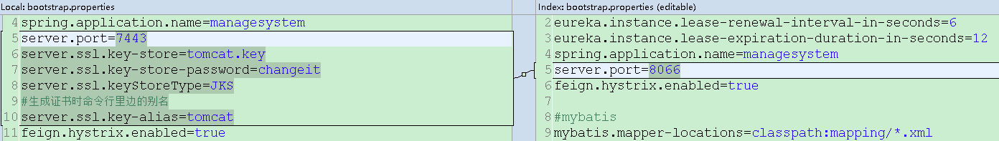 Local: bootstrap.properties
4 spring.application.name=managesystem
5 server.port=7443
6 server.ssl.key-store=tomcat.key
7 server.ssl.key-store-password=changeit
8 server.ssl.keyStoreType=JKS
9 #生成证书时命令行里边的别名
10 server.ssl.key-alias=tomcat
11 feign.hystrix.enabled=true
Index: bootstrap.properties (editable)
2 eureka.instance.lease-renewal-interval-in-seconds=6
3 eureka.instance.lease-expiration-duration-in-seconds=12
4 spring.application.name=managesystem
5 server.port=8066
6 feign.hystrix.enabled=true
7
8 #mybatis
9 mybatis.mapper-locations=classpath:mapping/*.xml